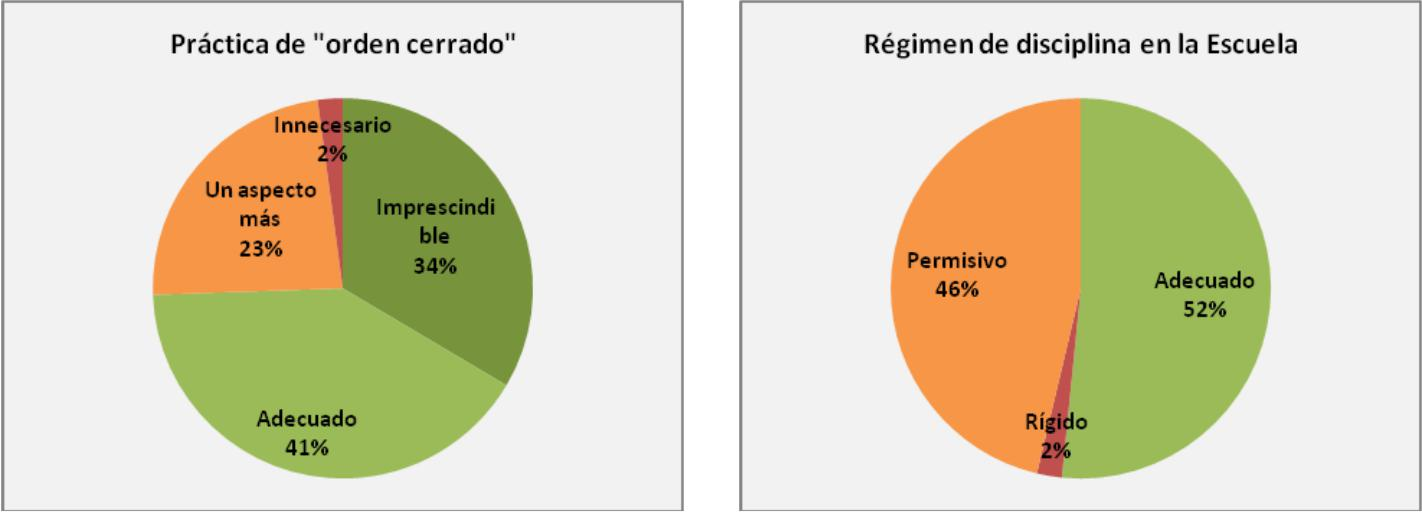 Práctica de "orden cerrado"
Innecesario
2%
Un aspecto
más
23%
Imprescindi
ble
34%
Adecuado
41%
Régimen de disciplina en la Escuela
Permisivo
46%
Adecuado
52%
Rígido
2%